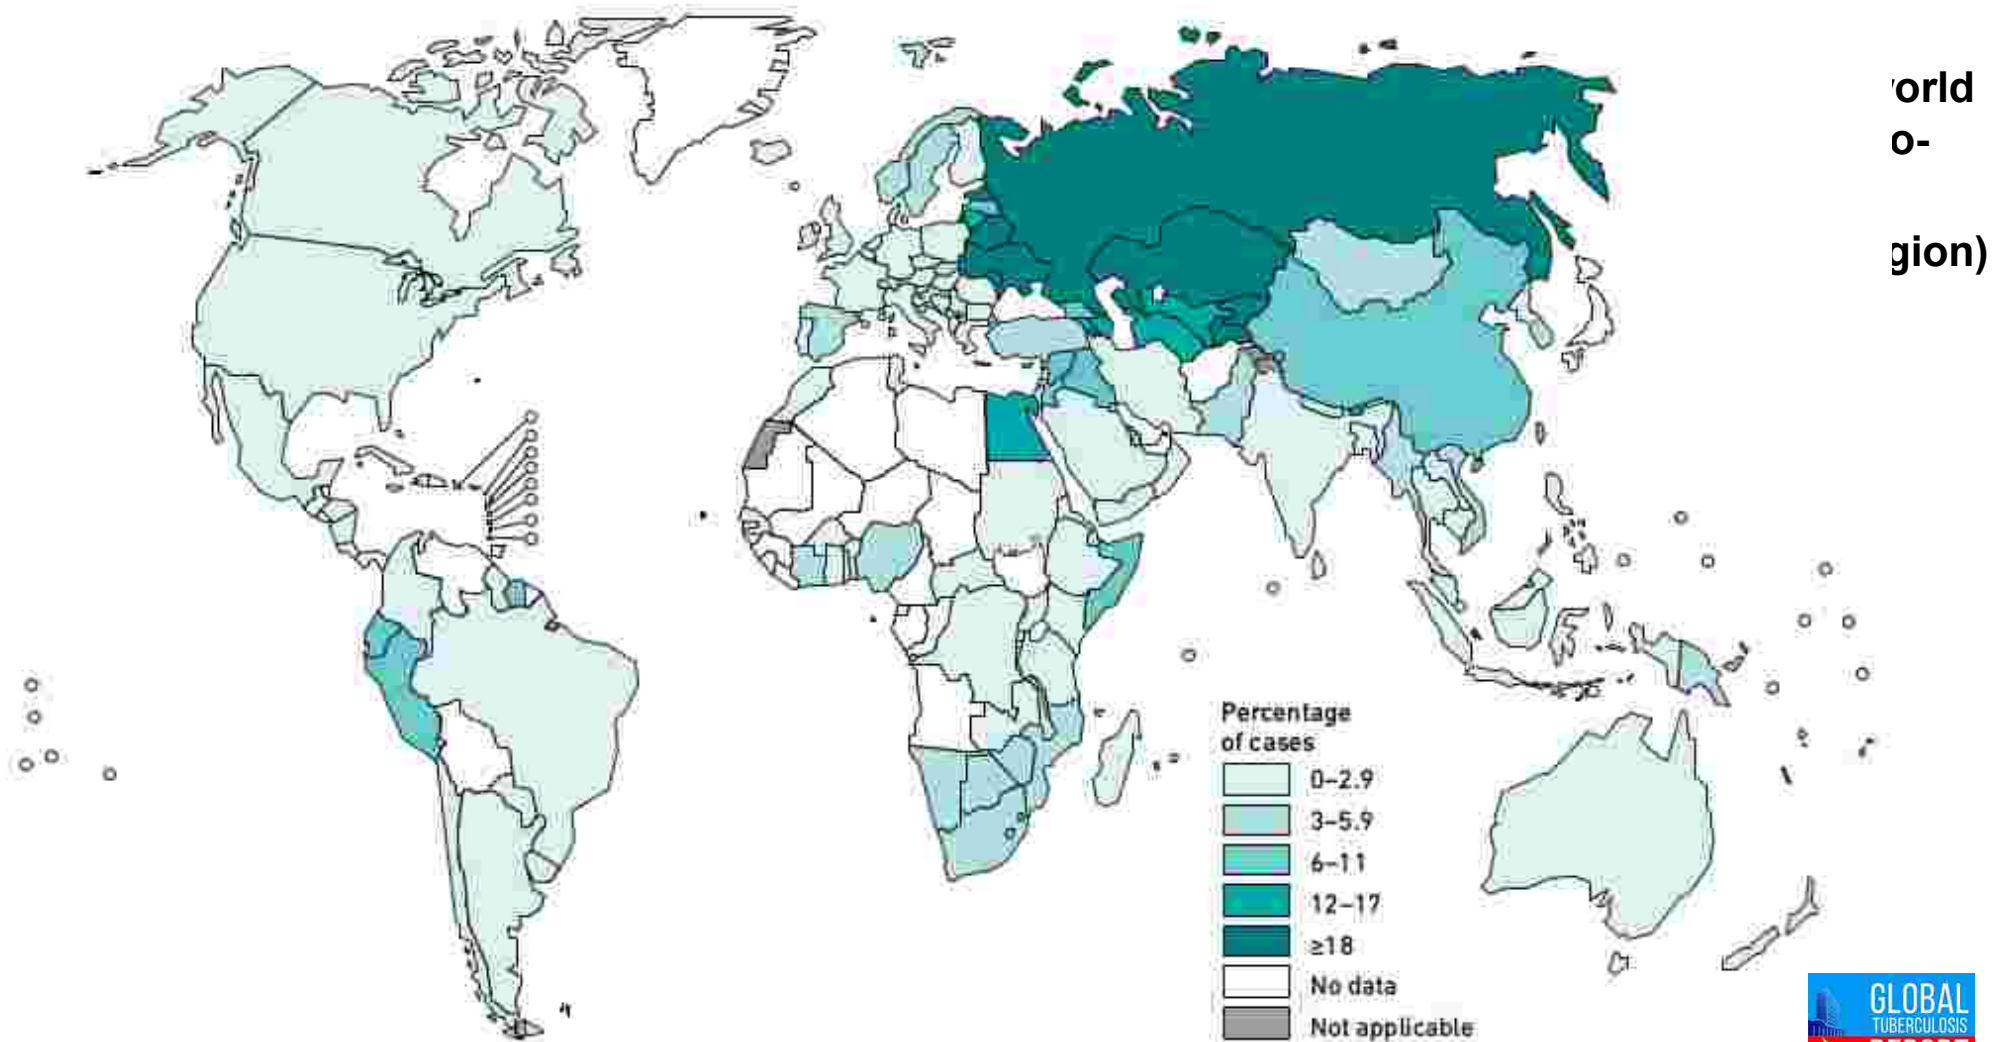 orld
o-
gion)
Percentage
of cases
0–2.9
3–5.9
6–11
12–17
≥18
No data
Not applicable
GLOBAL
TUBERCULOSIS
REPORT